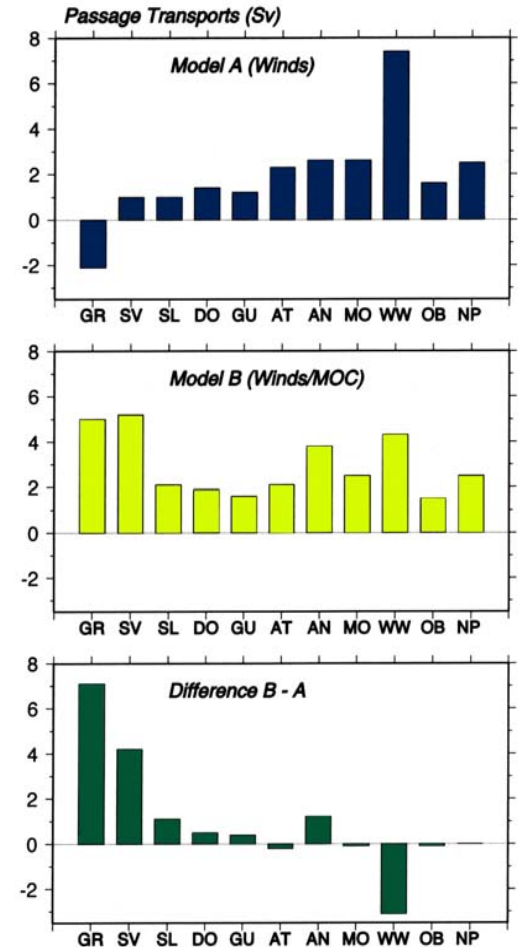 Passage Transports (Sv)
8
Model A (Winds)
6
4
2
0
-2
GR SV SL DO GU AT AN MO WW OB NP
8
Model B (Winds/MOC)
6
4
2
0
-2
GR SV SL DO GU AT AN MO WW OB NP
8
Difference B - A
6
4
2
0
-2
GR SV SL DO GU AT AN MO WW OB NP